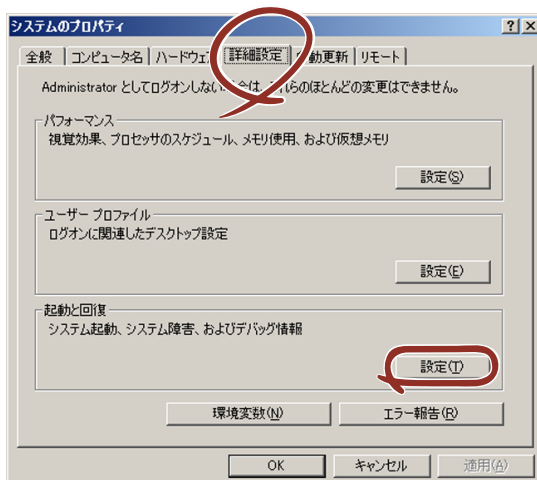 システムのプロパティ
全般 コンピュータ名 ハードウェア 詳細設定 自動更新 リモート
Administrator としてログオンしない場合は、これらのほとんどの変更はできません。
パフォーマンス
視覚効果、プロセッサのスケジュール、メモリ使用、および仮想メモリ
設定(S)
ユーザー プロファイル
ログオンに関連したデスクトップ設定
設定(E)
起動と回復
システム起動、システム障害、およびデバッグ情報
設定(T)
環境変数(N) エラー報告(R)
OK キャンセル 適用(A)